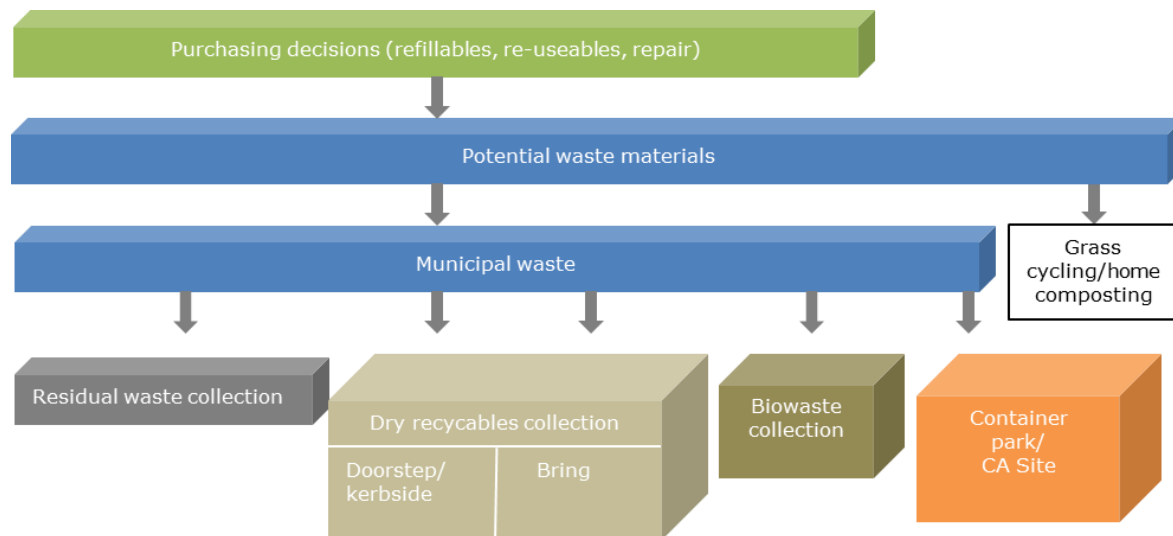 Purchasing decisions (refillables, re-useables, repair)
Potential waste materials
Municipal waste
Grass
cycling/home
composting
Residual waste collection
Dry recycables collection
Doorstep/
kerbside
Bring
Biowaste
collection
Container
park/
CA Site